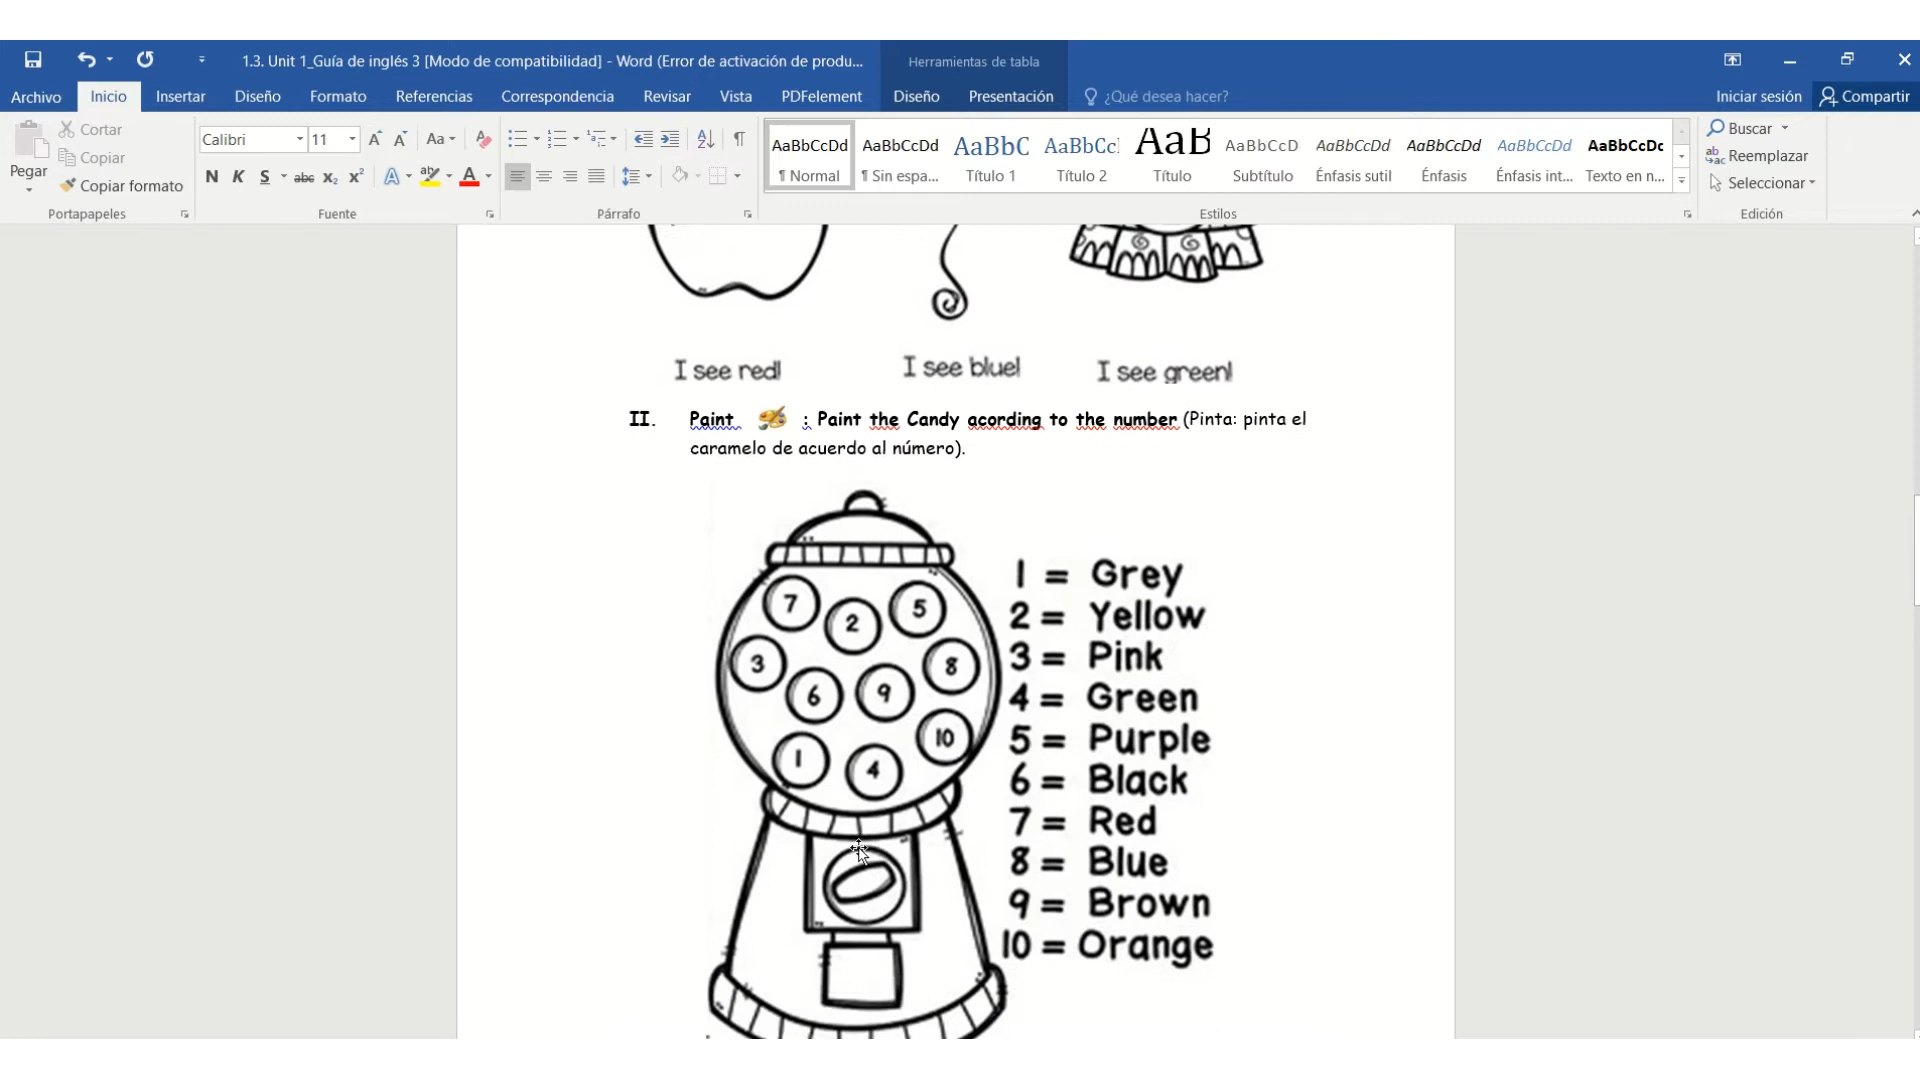 1.3. Unit 1_Guía de inglés 3 [Modo de compatibilidad] - Word (Error de activación de produ...
Herramientas de tabla
Archivo Inicio Insertar Diseño Formato Referencias Correspondencia Revisar Vista PDFelement Diseño Presentación ¿Qué desea hacer? Iniciar sesión Compartir
Pegar
Cortar
Copiar
Copiar formato
Portapapeles
Calibri 11 Aa
N K S abc x₂ x² A ab A
Fuente
Párrafo
AaBbCcDd AaBbCcDd AaBbC AaBbCc AaB AaBbCcD AaBbCcDd AaBbCcDd AaBbCcDd AaBbCcDc
¶ Normal ¶ Sin espa... Título 1 Título 2 Título Subtítulo Énfasis sutil Énfasis Énfasis int... Texto en n...
Estilos
Buscar
Reemplazar
Seleccionar
Edición
I see red! I see blue! I see green!
II. Paint : Paint the Candy acording to the number (Pinta: pinta el
caramelo de acuerdo al número).
7 2 5
3 6 9 8
1 4 10
1 = Grey
2 = Yellow
3 = Pink
4 = Green
5 = Purple
6 = Black
7 = Red
8 = Blue
9 = Brown
10 = Orange